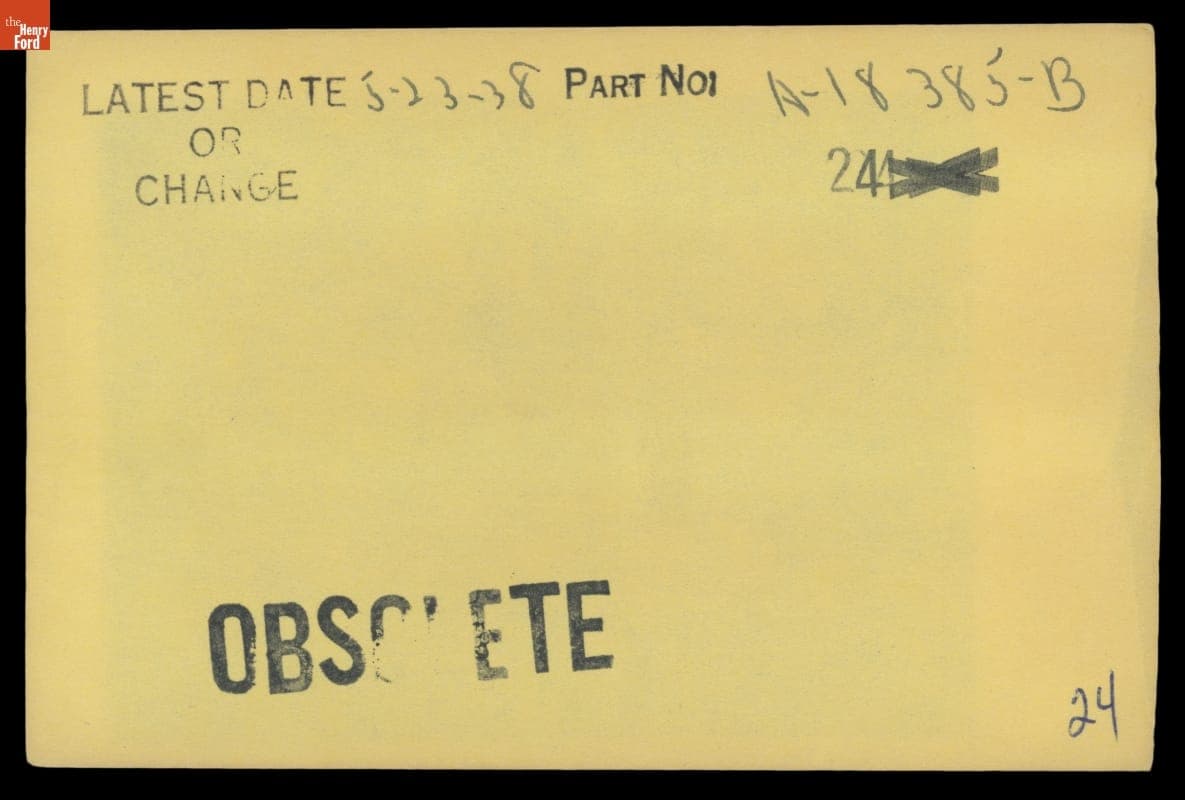 the
Henry
Ford
LATEST DATE 5-23-38 PART NO. A-18385-B
OR
CHANGE
24
OBSOLETE
24